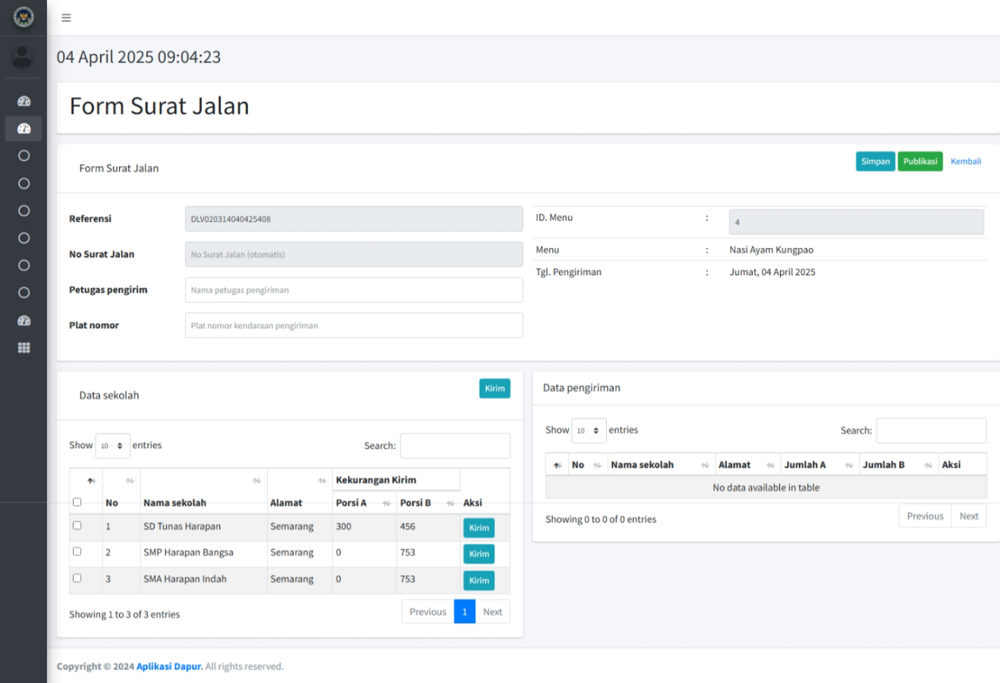 04 April 2025 09:04:23
Form Surat Jalan
Form Surat Jalan
Simpan Publikasi Kembali
Referensi DLV020314040425408
No Surat Jalan No Surat Jalan (otomatis)
Petugas pengirim Nama petugas pengiriman
Plat nomor Plat nomor kendaraan pengiriman
ID. Menu : 4
Menu : Nasi Ayam Kungpao
Tgl. Pengiriman : Jumat, 04 April 2025
Data sekolah Kirim
Show 10 entries Search:
Kekurangan Kirim
No Nama sekolah Alamat Porsi A Porsi B Aksi
1 SD Tunas Harapan Semarang 300 456 Kirim
2 SMP Harapan Bangsa Semarang 0 753 Kirim
3 SMA Harapan Indah Semarang 0 753 Kirim
Showing 1 to 3 of 3 entries Previous 1 Next
Data pengiriman
Show 10 entries Search:
No Nama sekolah Alamat Jumlah A Jumlah B Aksi
No data available in table
Showing 0 to 0 of 0 entries Previous Next
Copyright © 2024 Aplikasi Dapur. All rights reserved.